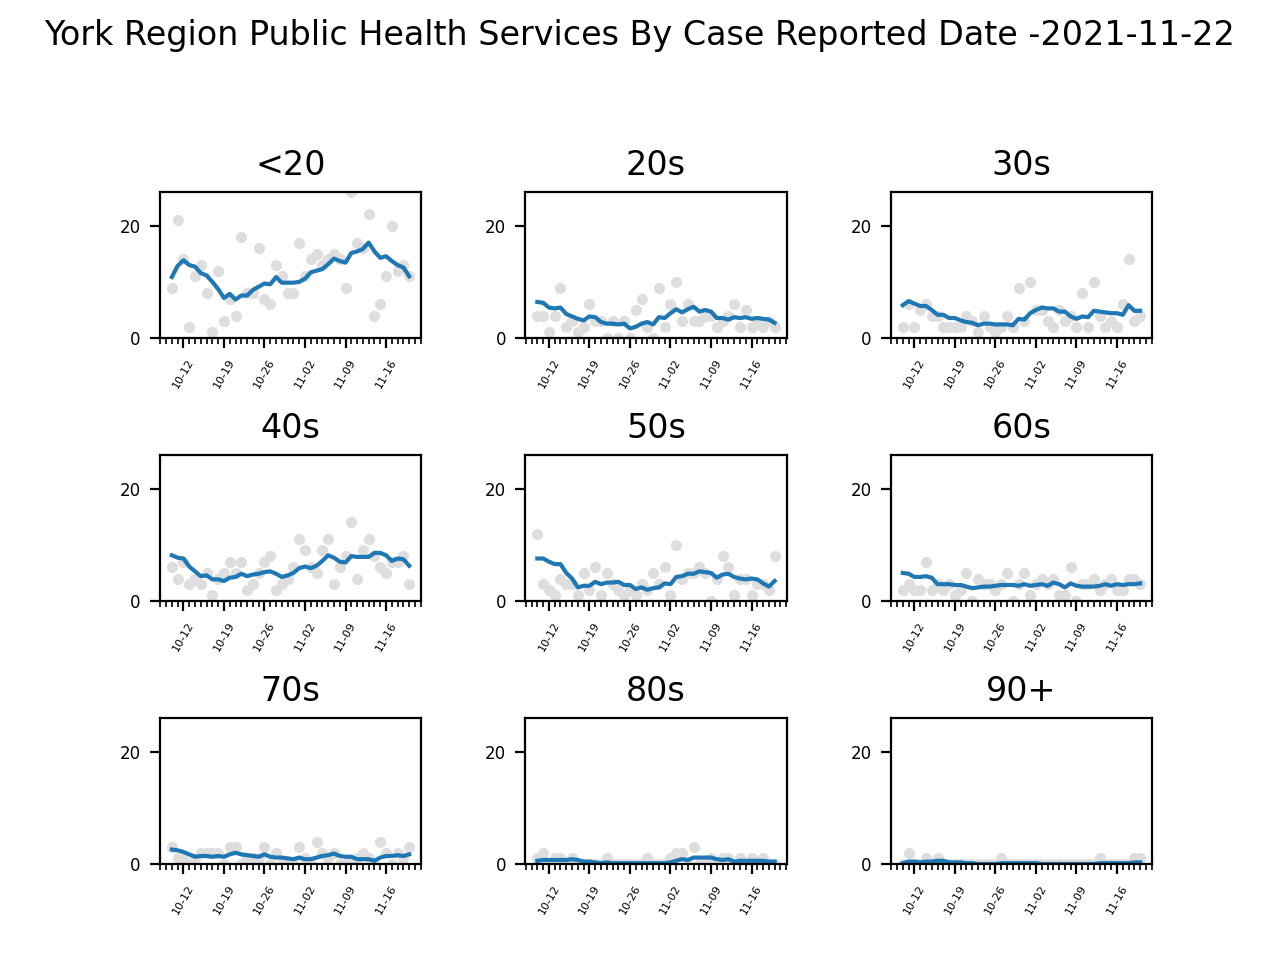 York Region Public Health Services By Case Reported Date -2021-11-22
<20 20s 30s
20 20 20
0 0 0
10-12 10-19 10-26 11-02 11-09 11-16 10-12 10-19 10-26 11-02 11-09 11-16 10-12 10-19 10-26 11-02 11-09 11-16
40s 50s 60s
20 20 20
0 0 0
10-12 10-19 10-26 11-02 11-09 11-16 10-12 10-19 10-26 11-02 11-09 11-16 10-12 10-19 10-26 11-02 11-09 11-16
70s 80s 90+
20 20 20
0 0 0
10-12 10-19 10-26 11-02 11-09 11-16 10-12 10-19 10-26 11-02 11-09 11-16 10-12 10-19 10-26 11-02 11-09 11-16